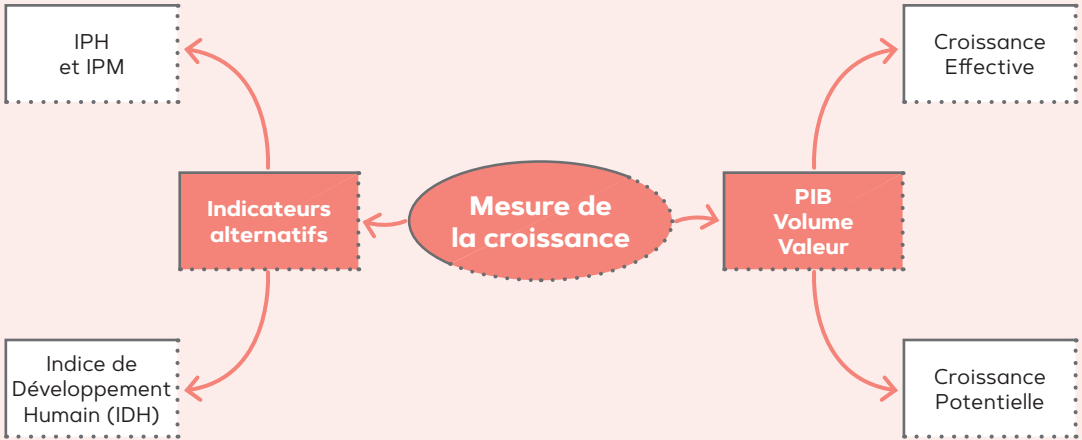 IPH
et IPM
Croissance
Effective
Indicateurs
alternatifs
Mesure de
la croissance
PIB
Volume
Valeur
Indice de
Développement
Humain (IDH)
Croissance
Potentielle